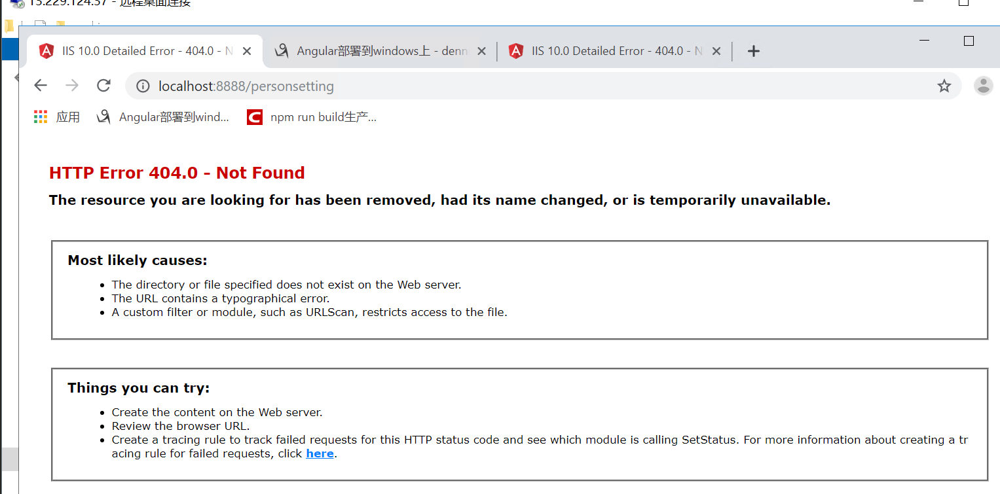 13.229.124.37 - 远程桌面连接
IIS 10.0 Detailed Error - 404.0 - N
Angular部署到windows上 - denn
IIS 10.0 Detailed Error - 404.0 - N
localhost:8888/personsetting
应用
Angular部署到wind...
npm run build生产...
HTTP Error 404.0 - Not Found
The resource you are looking for has been removed, had its name changed, or is temporarily unavailable.
Most likely causes:
• The directory or file specified does not exist on the Web server.
• The URL contains a typographical error.
• A custom filter or module, such as URLScan, restricts access to the file.
Things you can try:
• Create the content on the Web server.
• Review the browser URL.
• Create a tracing rule to track failed requests for this HTTP status code and see which module is calling SetStatus. For more information about creating a tr
acing rule for failed requests, click here.